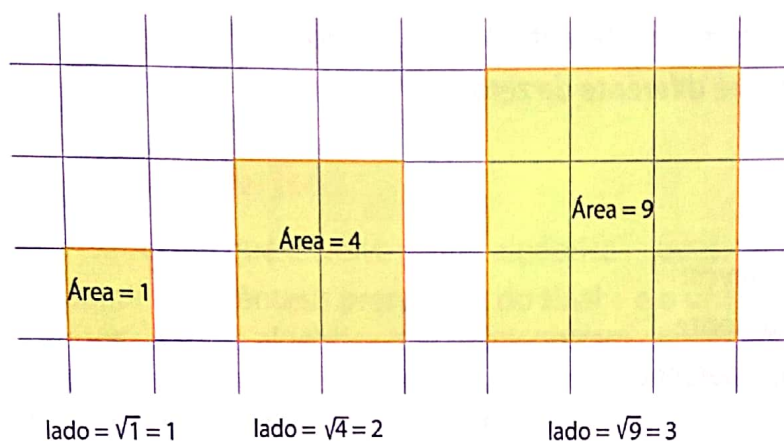 Área = 1
Área = 4
Área = 9
lado = √1 = 1
lado = √4 = 2
lado = √9 = 3